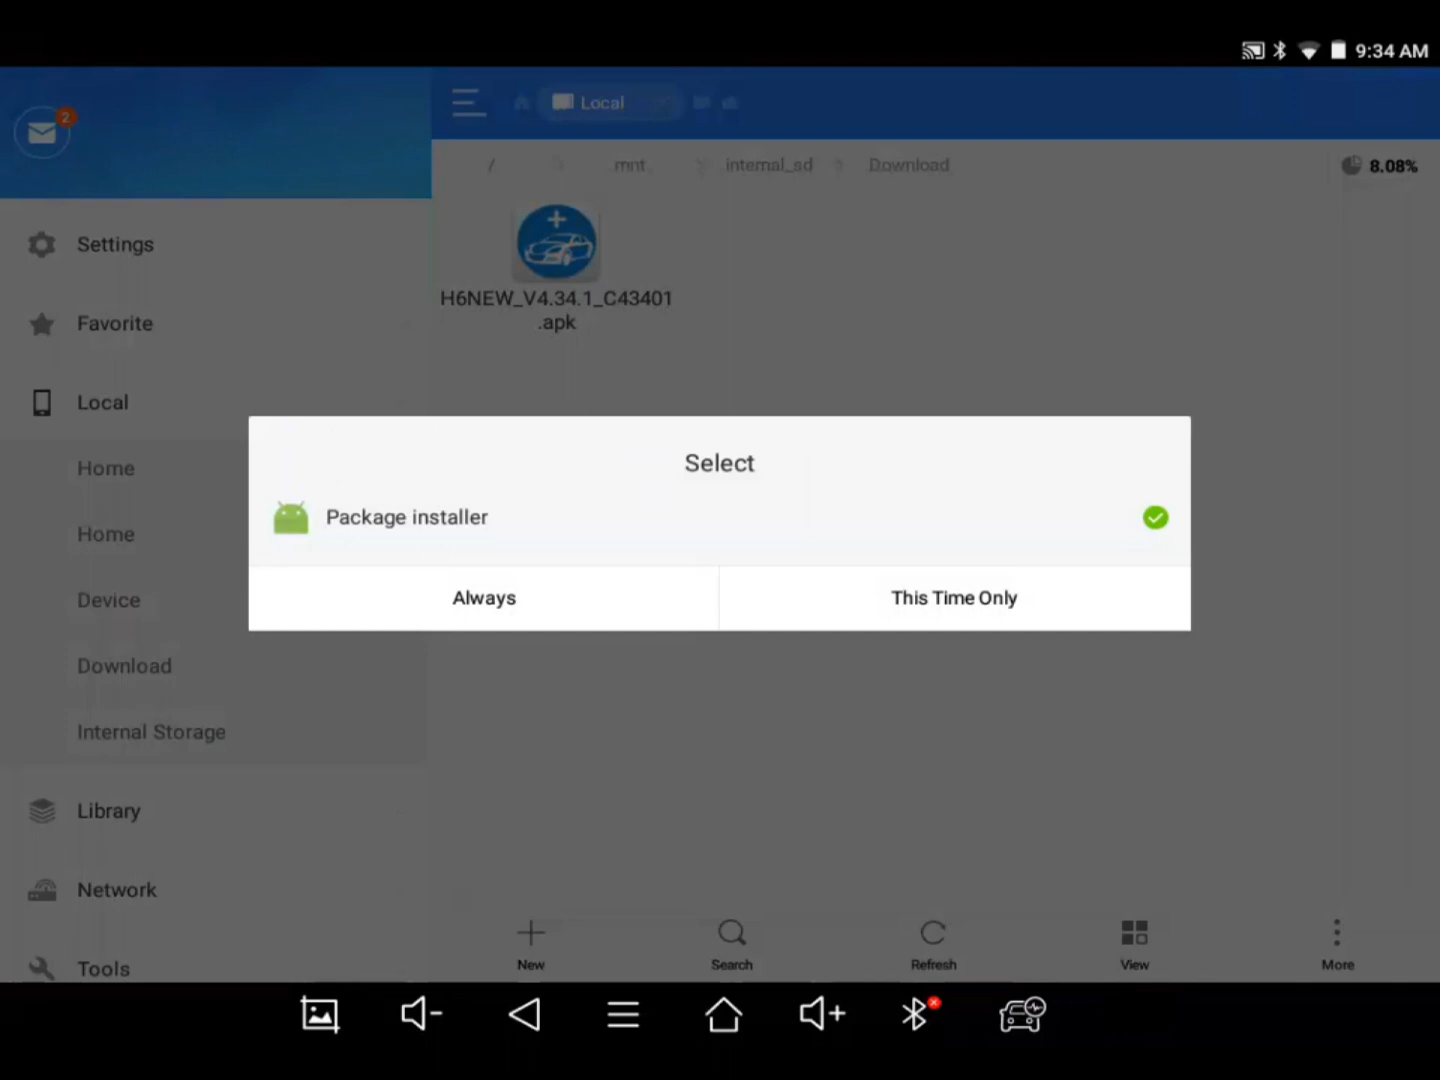 9:34 AM
2
Local
/ mnt internal_sd Download
8.08%
Settings
H6NEW_V4.34.1_C43401
.apk
Favorite
Local
Select
Home
Package installer
Home
Always
This Time Only
Device
Download
Internal Storage
Library
Network
New
Search
Refresh
View
More
Tools